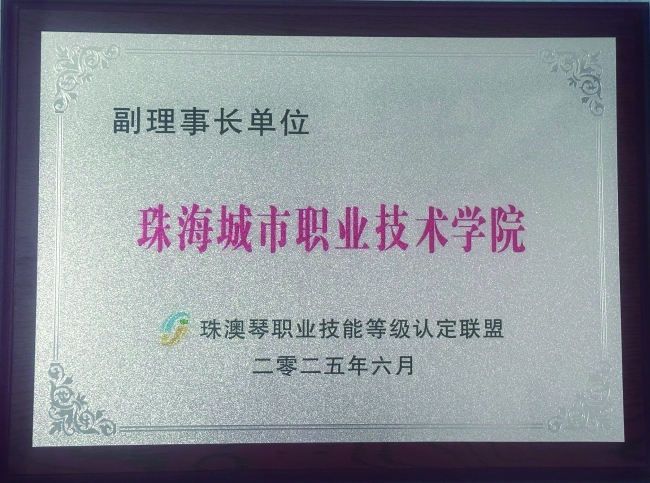 副理事长单位
珠海城市职业技术学院
珠澳琴职业技能等级认定联盟
二零二五年六月